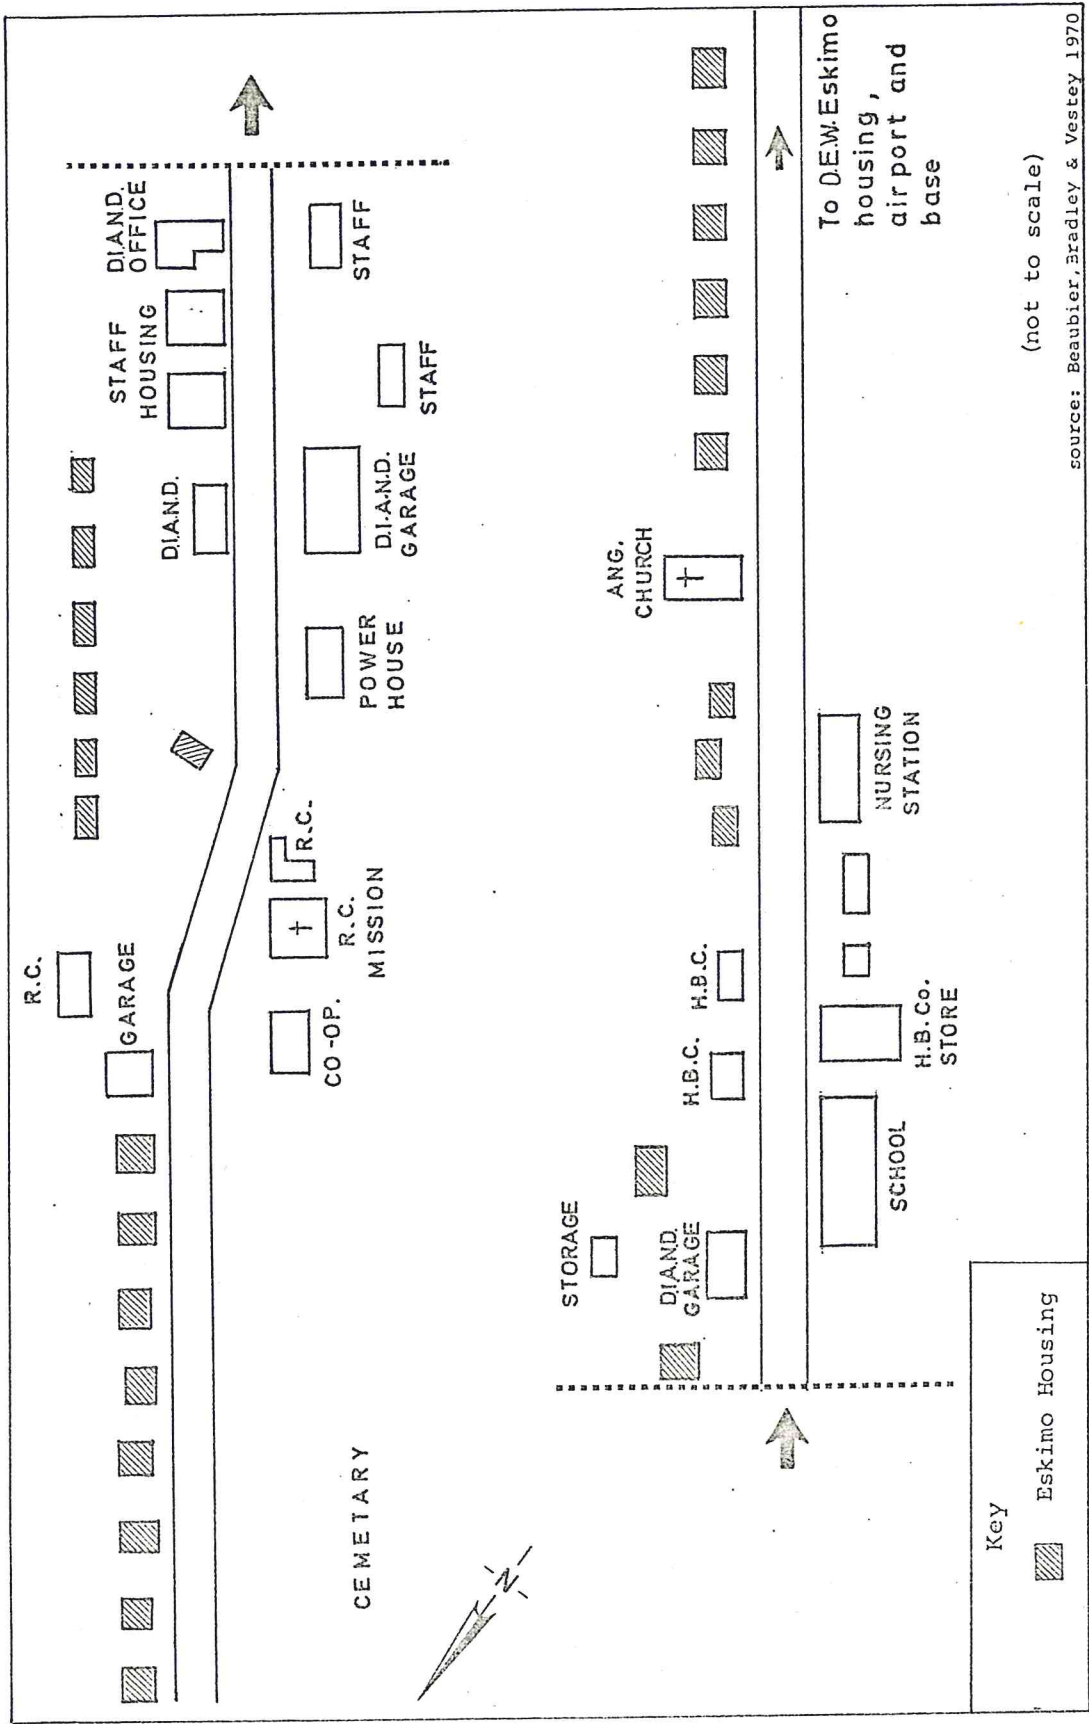 R.C.
GARAGE
CO-OP.
R.C.
MISSION
R.C.
D.I.A.N.D.
STAFF
HOUSING
D.I.A.N.D.
OFFICE
POWER
HOUSE
D.I.A.N.D.
GARAGE
STAFF
STAFF
CEMETARY
N
STORAGE
D.I.A.N.D.
GARAGE
H.B.C.
H.B.C.
ANG.
CHURCH
SCHOOL
H.B.Co.
STORE
NURSING
STATION
To D.E.W. Eskimo
housing,
airport and
base
(not to scale)
Key
Eskimo Housing
source: Beaubier, Bradley & Vestey 1970